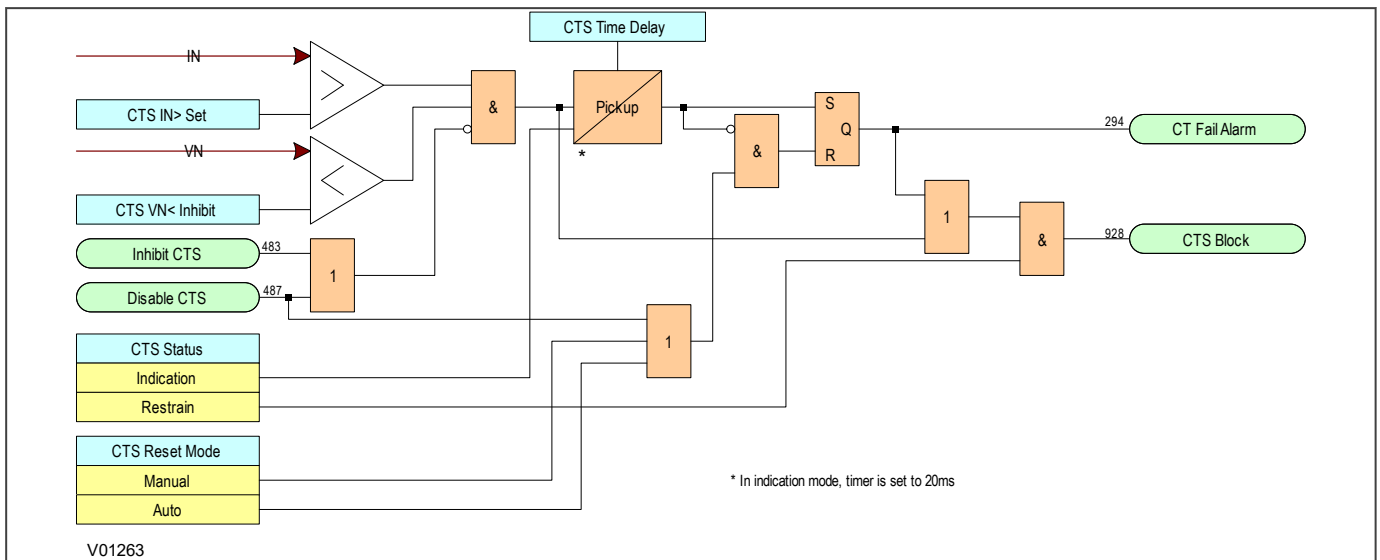 CTS Time Delay
IN
CTS IN> Set
VN
CTS VN< Inhibit
&
Pickup
*
&
S
Q
R
294
CT Fail Alarm
1
&
928
CTS Block
Inhibit CTS
483
1
Disable CTS
487
1
CTS Status
Indication
Restrain
CTS Reset Mode
Manual
Auto
* In indication mode, timer is set to 20ms
V01263